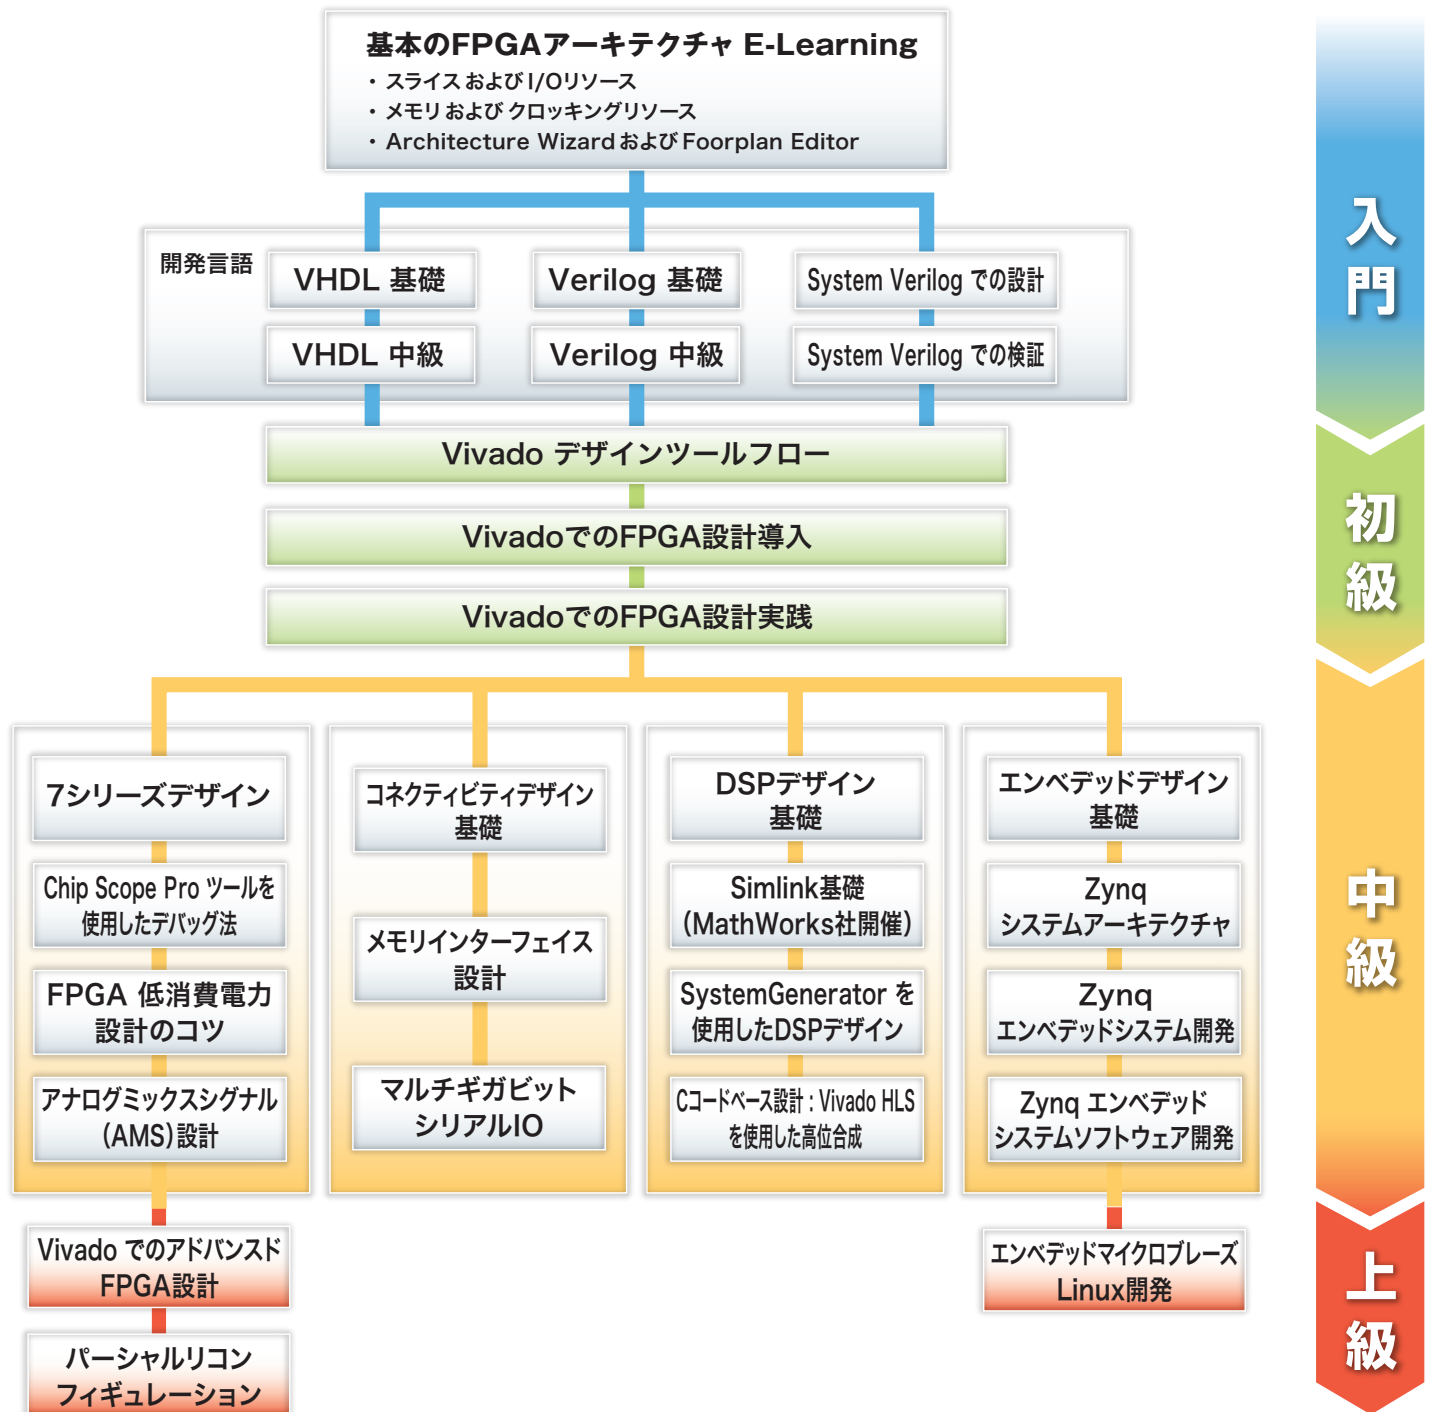 基本のFPGAアーキテクチャ E-Learning
・スライス および I/Oリソース
・メモリ および クロッキングリソース
・Architecture Wizard および Foorplan Editor
開発言語
VHDL 基礎
Verilog 基礎
System Verilog での設計
VHDL 中級
Verilog 中級
System Verilog での検証
Vivado デザインツールフロー
VivadoでのFPGA設計導入
VivadoでのFPGA設計実践
7シリーズデザイン
Chip Scope Pro ツールを
使用したデバッグ法
FPGA 低消費電力
設計のコツ
アナログミックスシグナル
(AMS)設計
Vivado でのアドバンスド
FPGA設計
パーシャルリコン
フィギュレーション
コネクティビティデザイン
基礎
メモリインターフェイス
設計
マルチギガビット
シリアルIO
DSPデザイン
基礎
Simlink基礎
(MathWorks社開催)
SystemGenerator を
使用したDSPデザイン
Cコードベース設計 : Vivado HLS
を使用した高位合成
エンベデッドデザイン
基礎
Zynq
システムアーキテクチャ
Zynq
エンベデッドシステム開発
Zynq エンベデッド
システムソフトウェア開発
エンベデッドマイクロブレーズ
Linux開発
入門
初級
中級
上級